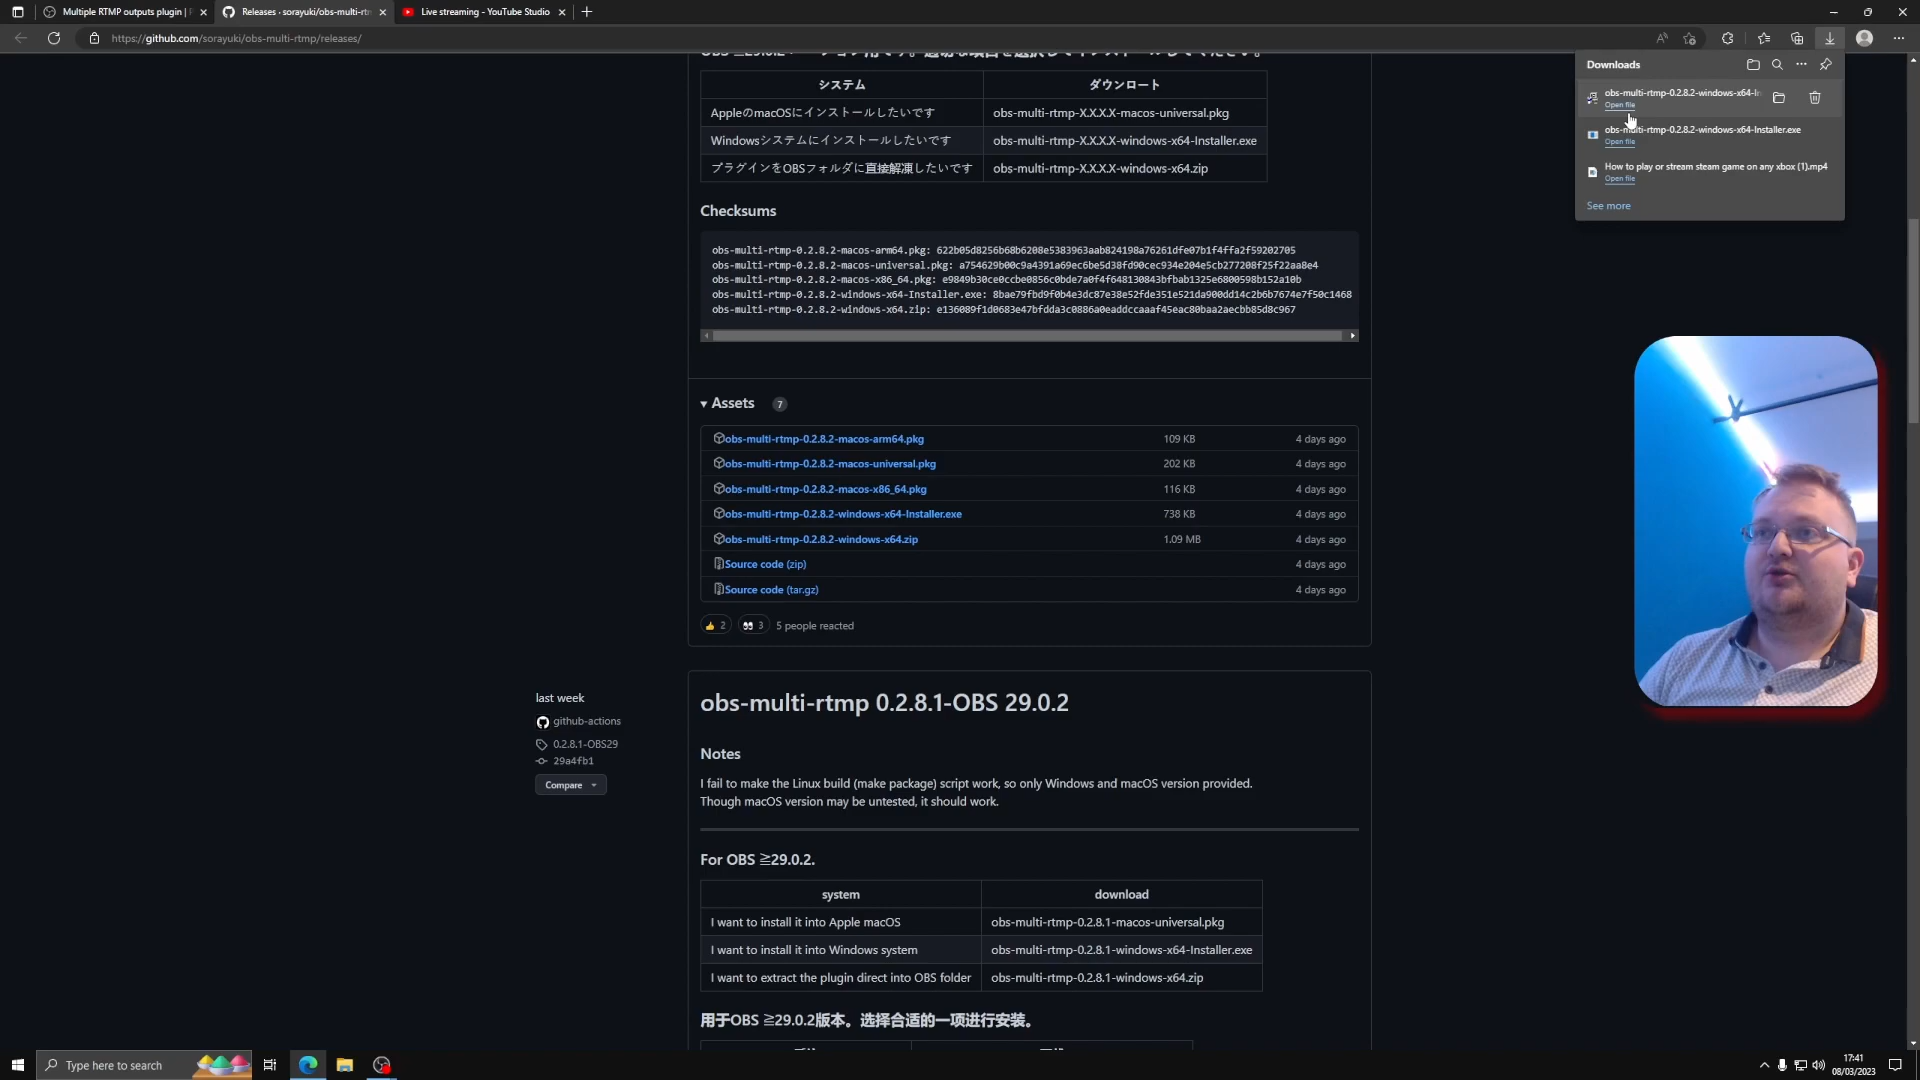 Multiple RTMP outputs plugin |
Releases · sorayuki/obs-multi-rtm
Live streaming - YouTube Studio
https://github.com/sorayuki/obs-multi-rtmp/releases/
Downloads
obs-multi-rtmp-0.2.8.2-windows-x64-In
Open file
obs-multi-rtmp-0.2.8.2-windows-x64-Installer.exe
Open file
How to play or stream steam game on any xbox (1).mp4
Open file
See more
システム ダウンロード
AppleのmacOSにインストールしたいです obs-multi-rtmp-X.X.X.X-macos-universal.pkg
Windowsシステムにインストールしたいです obs-multi-rtmp-X.X.X.X-windows-x64-Installer.exe
プラグインをOBSフォルダに直接解凍したいです obs-multi-rtmp-X.X.X.X-windows-x64.zip
Checksums
obs-multi-rtmp-0.2.8.2-macos-arm64.pkg: 622b05d8256b68b6208e5383963aab824198a76261dfe07b1f4ffa2f59202705
obs-multi-rtmp-0.2.8.2-macos-universal.pkg: a754629b00c9a4391a69ec6be5d38fd90cec934e204e5cb277208f25f22aa8e4
obs-multi-rtmp-0.2.8.2-macos-x86_64.pkg: e9849b30ce0ccbe0856c0bde7a0f4f648130843bfbab1325e6800598b152a10b
obs-multi-rtmp-0.2.8.2-windows-x64-Installer.exe: 8bae79fbd9f0b4e3dc87e38e52fde351e521da900dd14c2b6b7674e7f50c1468
obs-multi-rtmp-0.2.8.2-windows-x64.zip: e136089f1d0683e47bfdda3c0886a0eaddccaaaf45eac80baa2aecbb85d8c967
Assets 7
obs-multi-rtmp-0.2.8.2-macos-arm64.pkg 109 KB 4 days ago
obs-multi-rtmp-0.2.8.2-macos-universal.pkg 202 KB 4 days ago
obs-multi-rtmp-0.2.8.2-macos-x86_64.pkg 116 KB 4 days ago
obs-multi-rtmp-0.2.8.2-windows-x64-Installer.exe 738 KB 4 days ago
obs-multi-rtmp-0.2.8.2-windows-x64.zip 1.09 MB 4 days ago
Source code (zip) 4 days ago
Source code (tar.gz) 4 days ago
2 3 5 people reacted
last week
github-actions
0.2.8.1-OBS29
29a4fb1
Compare
obs-multi-rtmp 0.2.8.1-OBS 29.0.2
Notes
I fail to make the Linux build (make package) script work, so only Windows and macOS version provided.
Though macOS version may be untested, it should work.
For OBS ≧29.0.2.
system download
I want to install it into Apple macOS obs-multi-rtmp-0.2.8.1-macos-universal.pkg
I want to install it into Windows system obs-multi-rtmp-0.2.8.1-windows-x64-Installer.exe
I want to extract the plugin direct into OBS folder obs-multi-rtmp-0.2.8.1-windows-x64.zip
用于OBS ≧29.0.2版本。选择合适的一项进行安装。
Type here to search
17:41
08/03/2023